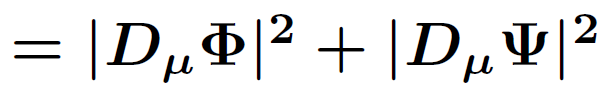 = |D_μΦ|² + |D_μΨ|²